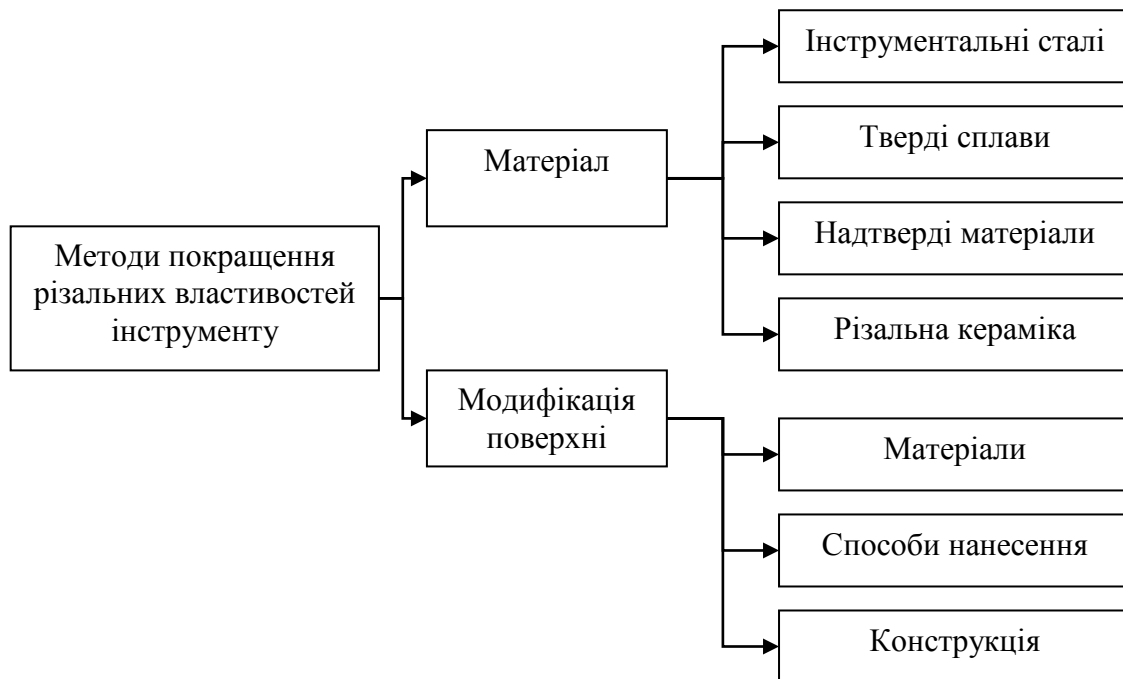 Методи покращення
різальних властивостей
інструменту
Матеріал
Інструментальні сталі
Тверді сплави
Надтверді матеріали
Різальна кераміка
Модифікація
поверхні
Матеріали
Способи нанесення
Конструкція